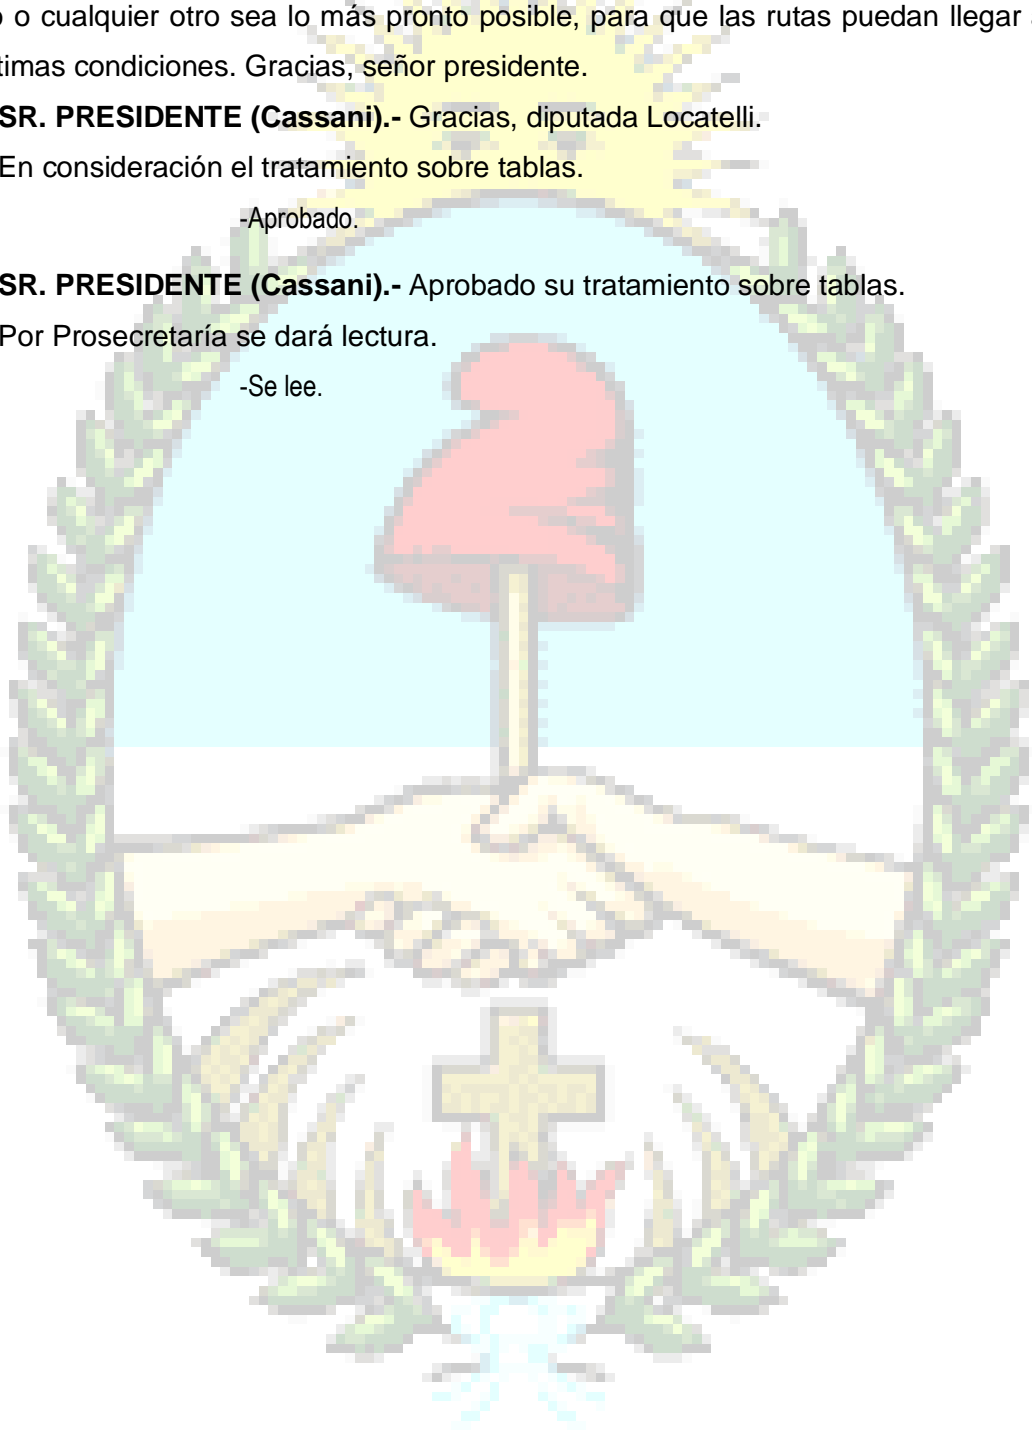 o cualquier otro sea lo más pronto posible, para que las rutas puedan llegar
condiciones. Gracias, señor presidente.
SR. PRESIDENTE (Cassani).- Gracias, diputada Locatelli.
En consideración el tratamiento sobre tablas.
-Aprobado.
SR. PRESIDENTE (Cassani).- Aprobado su tratamiento sobre tablas.
Por Prosecretaría se dará lectura.
-Se lee.